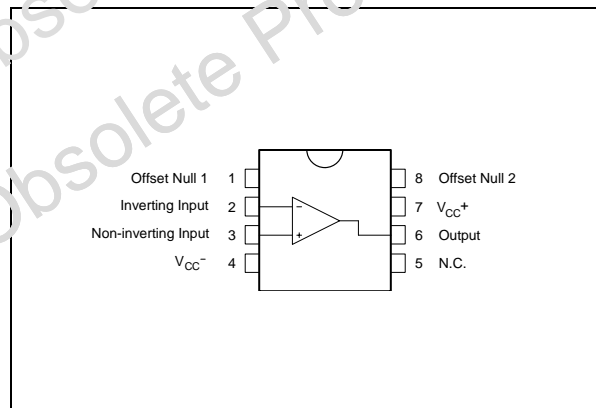 Obsolete Pro
Obsolete
Offset Null 1 1
8 Offset Null 2
Inverting Input 2
−
7 VCC+
Non-inverting Input 3
+
6 Output
VCC- 4
5 N.C.